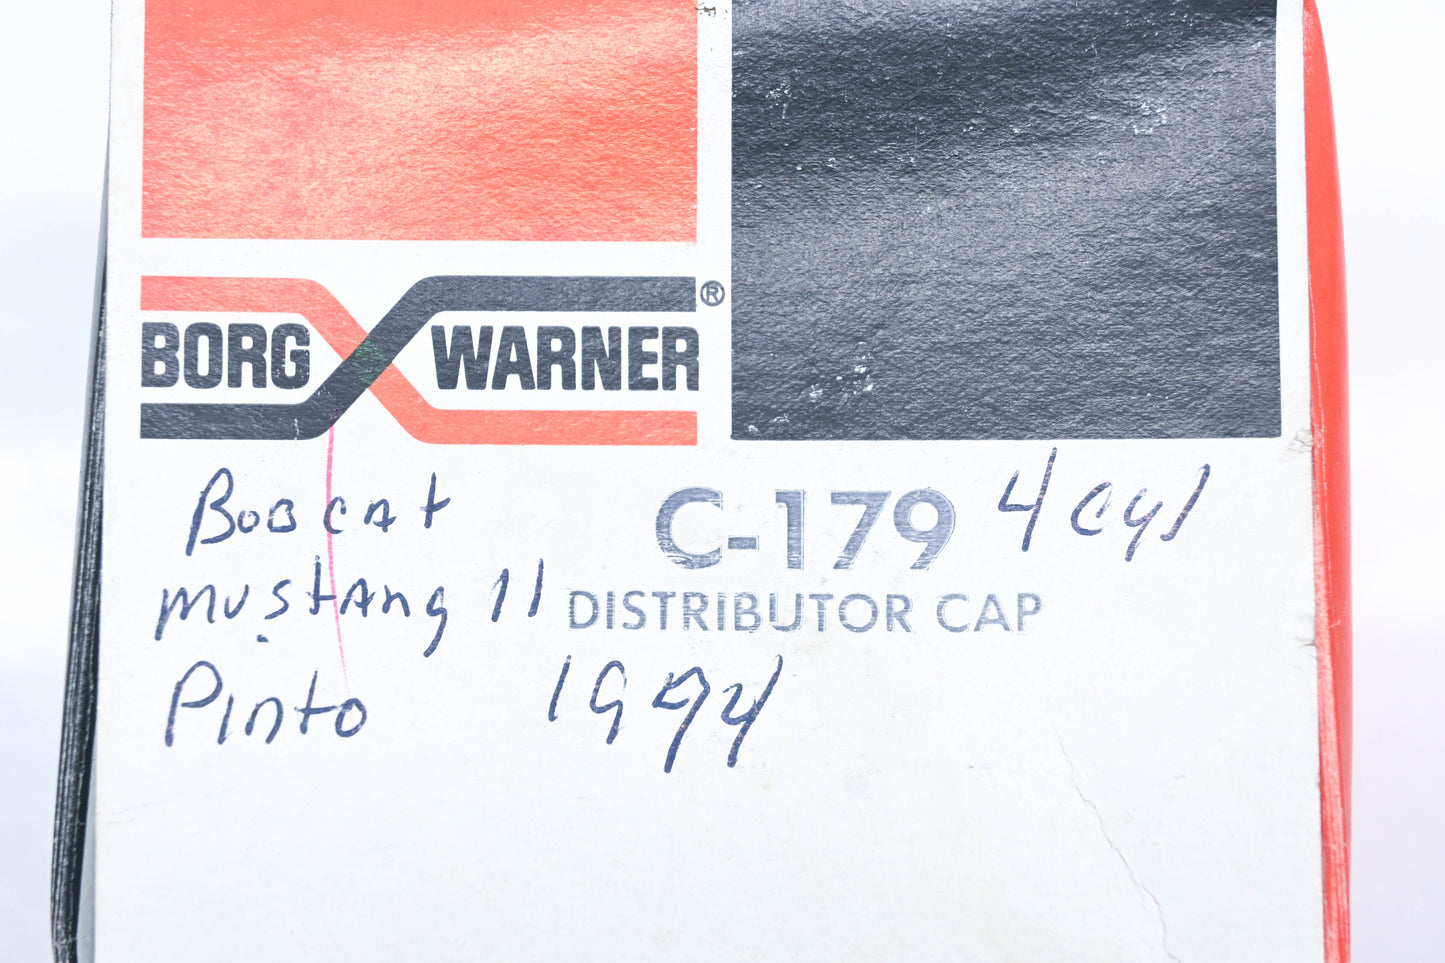 BORG WARNER ®
Bobcat
C-179 4 cyl
Mustang 11
DISTRIBUTOR CAP
Pinto 1974